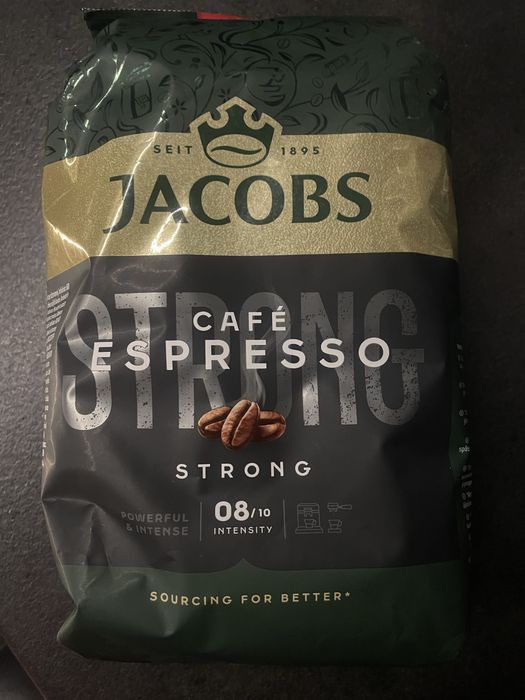 SEIT 1895
JACOBS
STRONG
CAFÉ
ESPRESSO
STRONG
POWERFUL
& INTENSE
08/10
INTENSITY
SOURCING FOR BETTER*